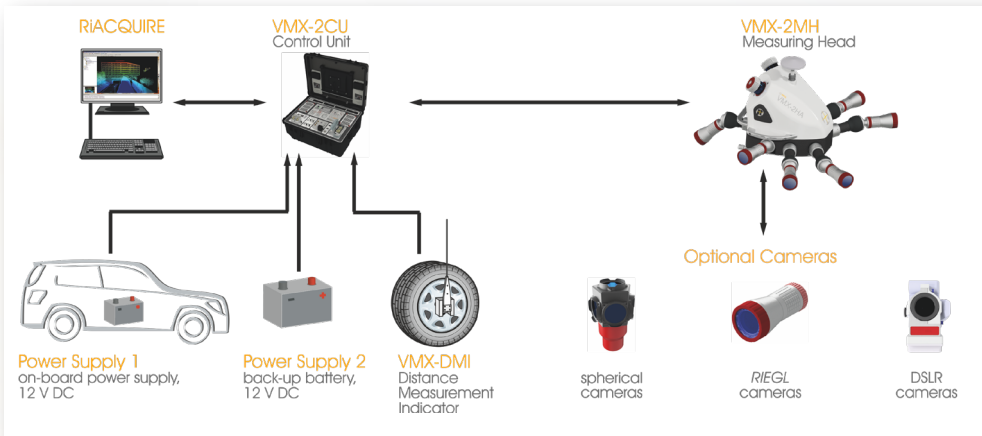 RiACQUIRE
VMX-2CU
Control Unit
VMX-2MH
Measuring Head
Optional Cameras
Power Supply 1
on-board power supply,
12 V DC
Power Supply 2
back-up battery,
12 V DC
VMX-DMI
Distance
Measurement
Indicator
spherical
cameras
RIEGL
cameras
DSLR
cameras